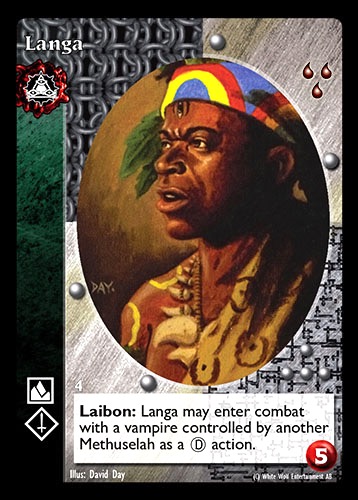 Langa
DAY.
4
Laibon: Langa may enter combat
with a vampire controlled by another
Methuselah as a Ⓓ action.
5
Illus: David Day
(C) White Wolf Entertainment AB